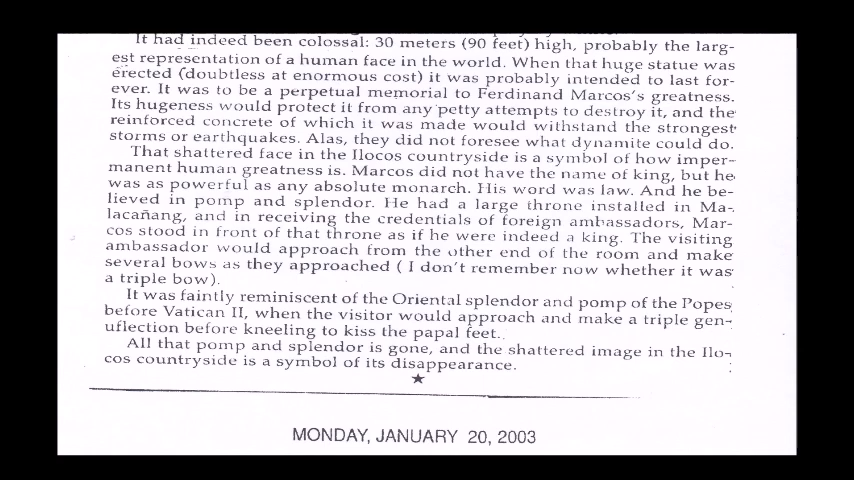 It had indeed been colossal: 30 meters (90 feet) high, probably the larg-
est representation of a human face in the world. When that huge statue was
erected (doubtless at enormous cost) it was probably intended to last for-
ever. It was to be a perpetual memorial to Ferdinand Marcos's greatness.
Its hugeness would protect it from any petty attempts to destroy it, and the
reinforced concrete of which it was made would withstand the strongest
storms or earthquakes. Alas, they did not foresee what dynamite could do.
That shattered face in the Ilocos countryside is a symbol of how imper-
manent human greatness is. Marcos did not have the name of king, but he
was as powerful as any absolute monarch. His word was law. And he be-
lieved in pomp and splendor. He had a large throne installed in Ma-
lacañang, and in receiving the credentials of foreign ambassadors, Mar-
cos stood in front of that throne as if he were indeed a king. The visiting
ambassador would approach from the other end of the room and make
several bows as they approached ( I don't remember now whether it was
a triple bow).
It was faintly reminiscent of the Oriental splendor and pomp of the Popes
before Vatican II, when the visitor would approach and make a triple gen-
uflection before kneeling to kiss the papal feet.
All that pomp and splendor is gone, and the shattered image in the Ilo-
cos countryside is a symbol of its disappearance.
★
MONDAY, JANUARY 20, 2003